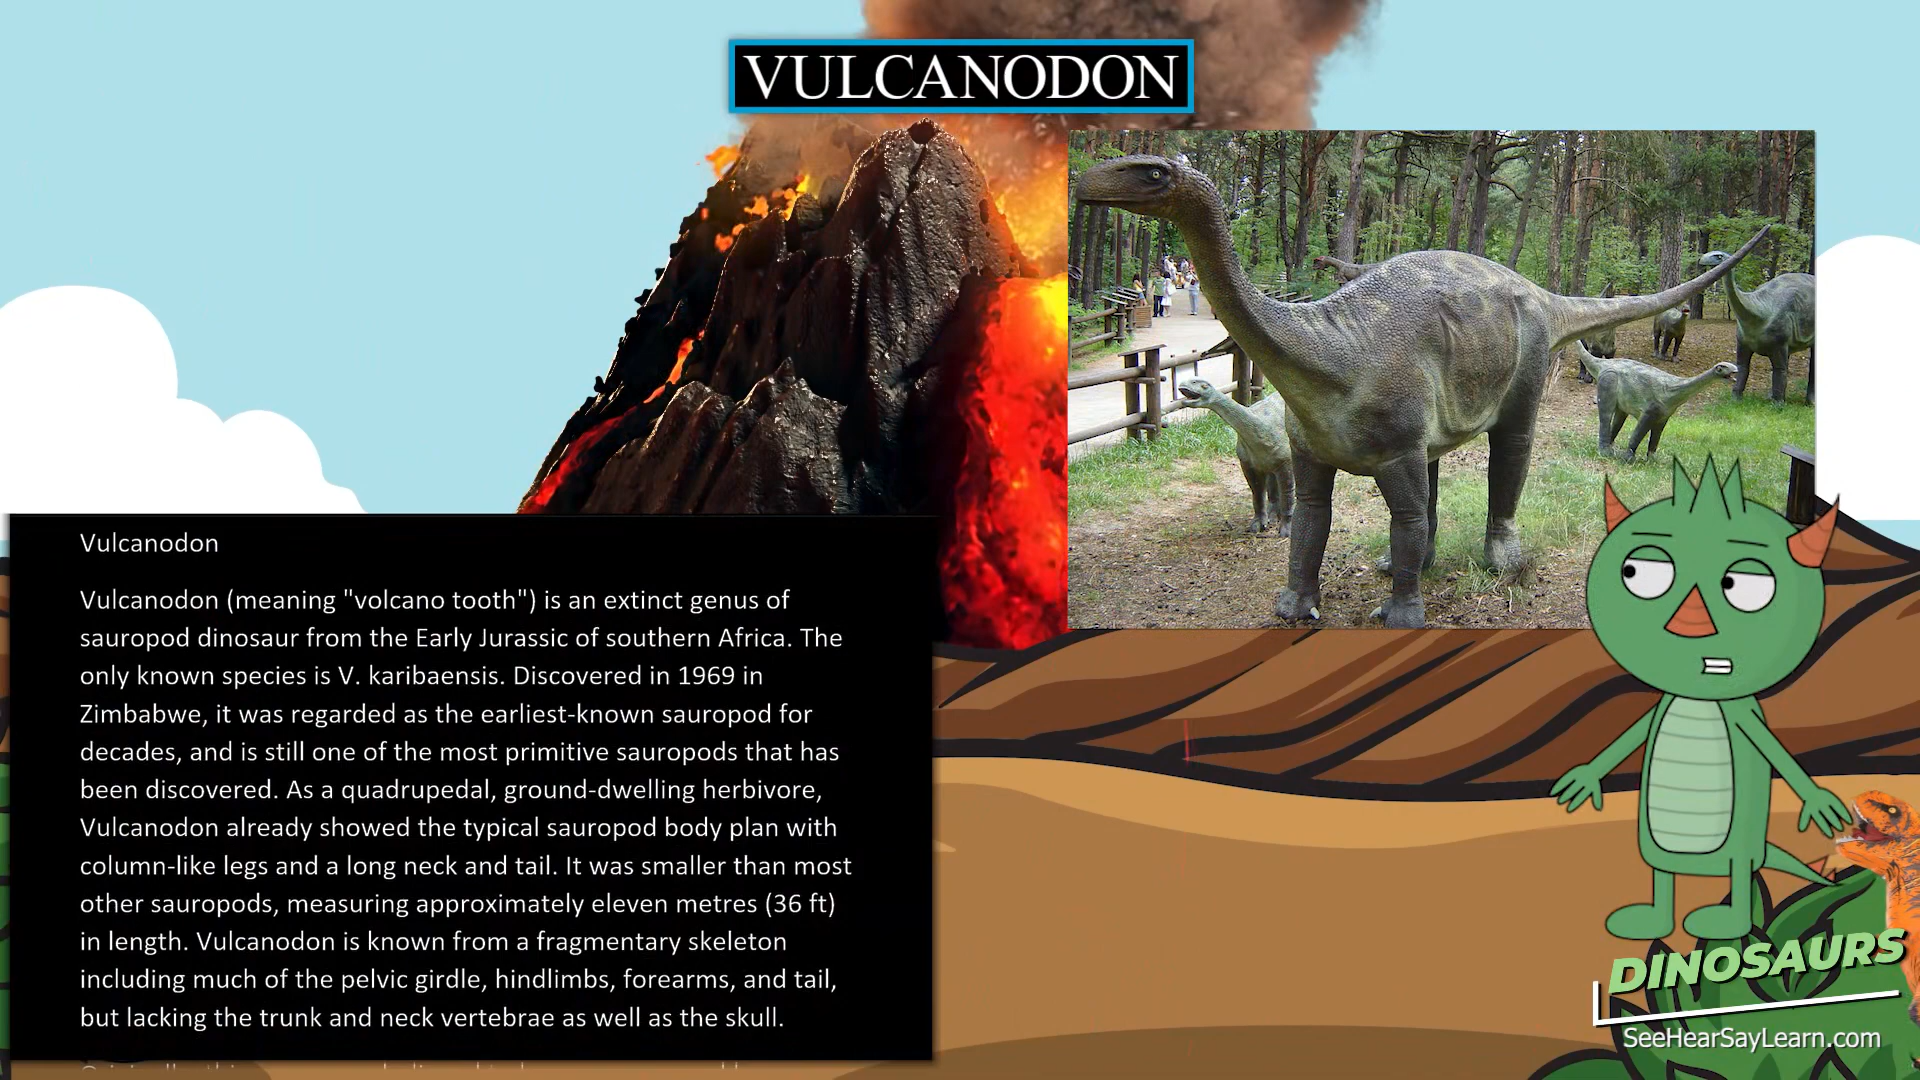 VULCANODON
Vulcanodon
Vulcanodon (meaning "volcano tooth") is an extinct genus of
sauropod dinosaur from the Early Jurassic of southern Africa. The
only known species is V. karibaensis. Discovered in 1969 in
Zimbabwe, it was regarded as the earliest-known sauropod for
decades, and is still one of the most primitive sauropods that has
been discovered. As a quadrupedal, ground-dwelling herbivore,
Vulcanodon already showed the typical sauropod body plan with
column-like legs and a long neck and tail. It was smaller than most
other sauropods, measuring approximately eleven metres (36 ft)
in length. Vulcanodon is known from a fragmentary skeleton
including much of the pelvic girdle, hindlimbs, forearms, and tail,
but lacking the trunk and neck vertebrae as well as the skull.
DINOSAURS
SeeHearSayLearn.com